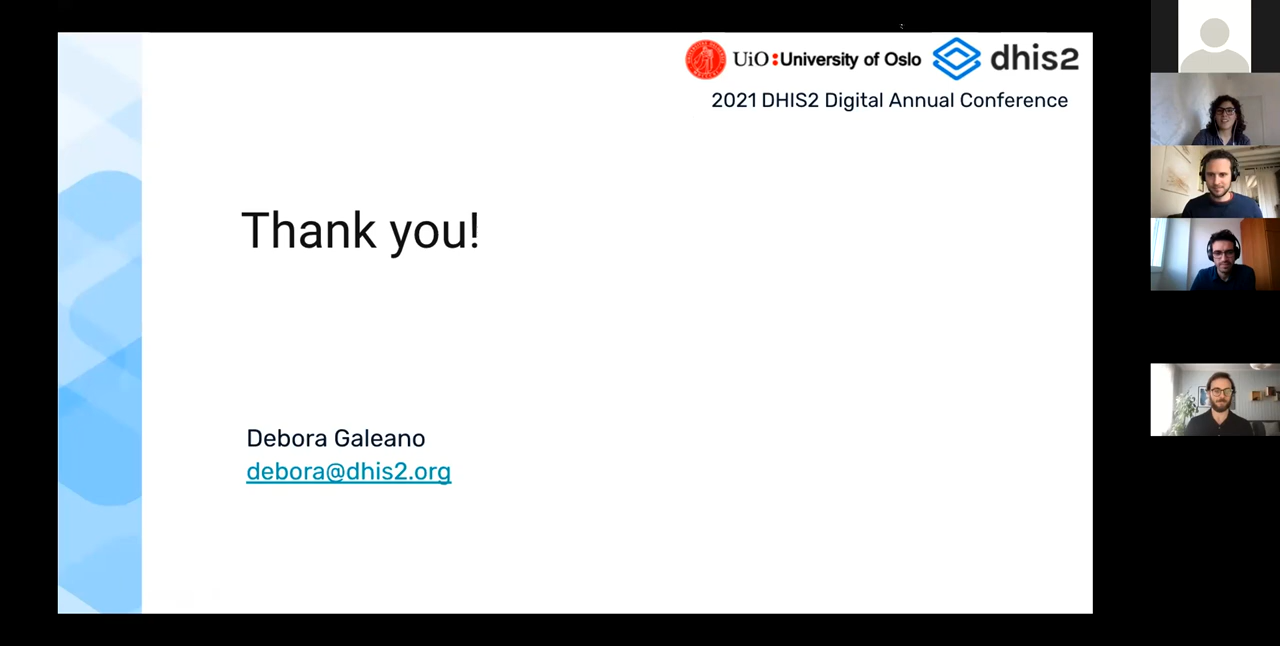 UiO:University of Oslo dhis2
2021 DHIS2 Digital Annual Conference
Thank you!
Debora Galeano
debora@dhis2.org